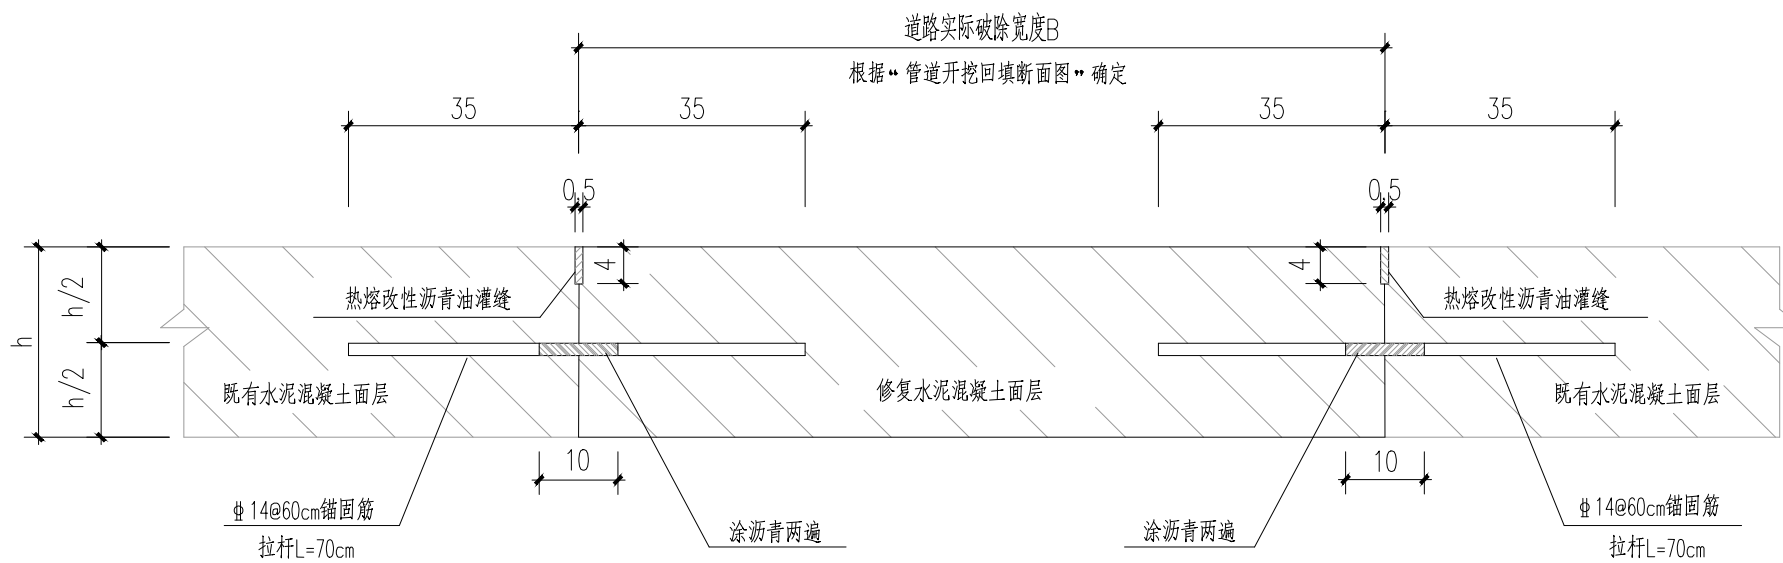 道路实际破除宽度B
根据“管道开挖回填断面图”确定
35
35
35
35
0.5
0.5
4
4
h/2
h
h/2
热熔改性沥青油灌缝
热熔改性沥青油灌缝
既有水泥混凝土面层
修复水泥混凝土面层
既有水泥混凝土面层
10
10
ф14@60cm锚固筋
拉杆L=70cm
涂沥青两遍
涂沥青两遍
ф14@60cm锚固筋
拉杆L=70cm